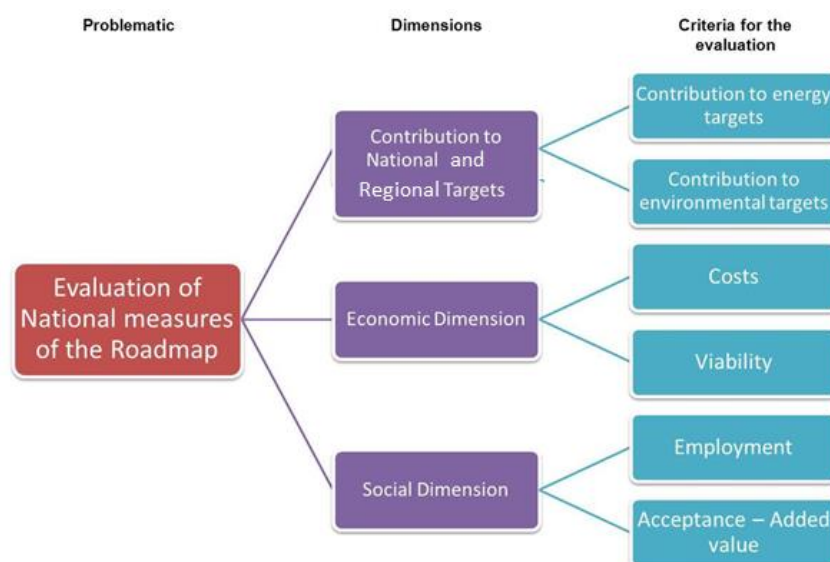 Problematic
Dimensions
Criteria for the
evaluation
Evaluation of
National measures
of the Roadmap
Contribution to
National and
Regional Targets
Economic Dimension
Social Dimension
Contribution to energy
targets
Contribution to
environmental targets
Costs
Viability
Employment
Acceptance – Added
value